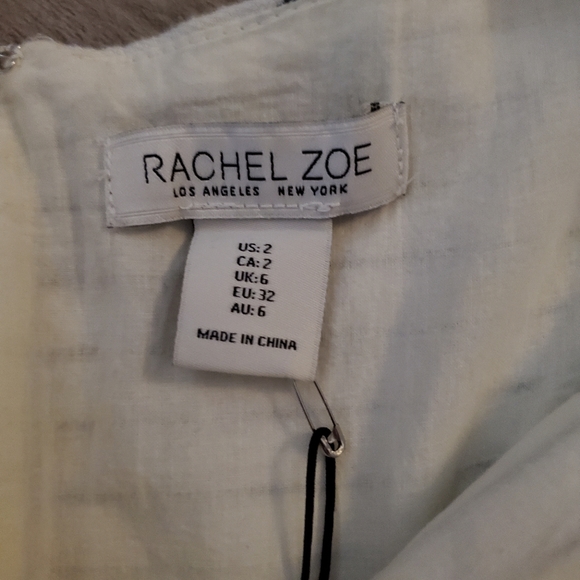 RACHEL ZOE
LOS ANGELES NEW YORK
US: 2
CA: 2
UK: 6
EU: 32
AU: 6
MADE IN CHINA